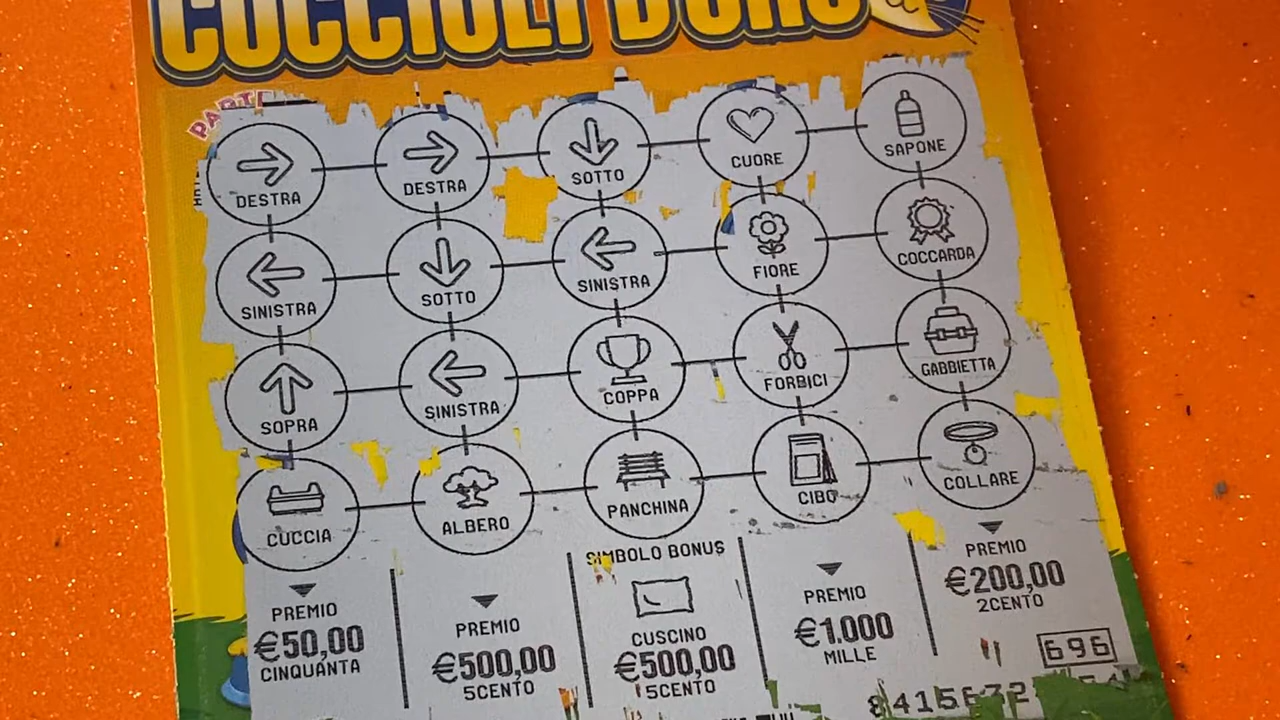 CUCCIOLI D'ORO
PARTE
DESTRA DESTRA SOTTO CUORE SAPONE
SINISTRA SOTTO SINISTRA FIORE COCCARDA
SOPRA SINISTRA COPPA FORBICI GABBIETTA
CUCCIA ALBERO PANCHINA CIBO COLLARE
SIMBOLO BONUS
CUSCINO
PREMIO PREMIO PREMIO PREMIO
€50,00 €500,00 €500,00 €1.000 €200,00
CINQUANTA 5CENTO 5CENTO MILLE 2CENTO
696